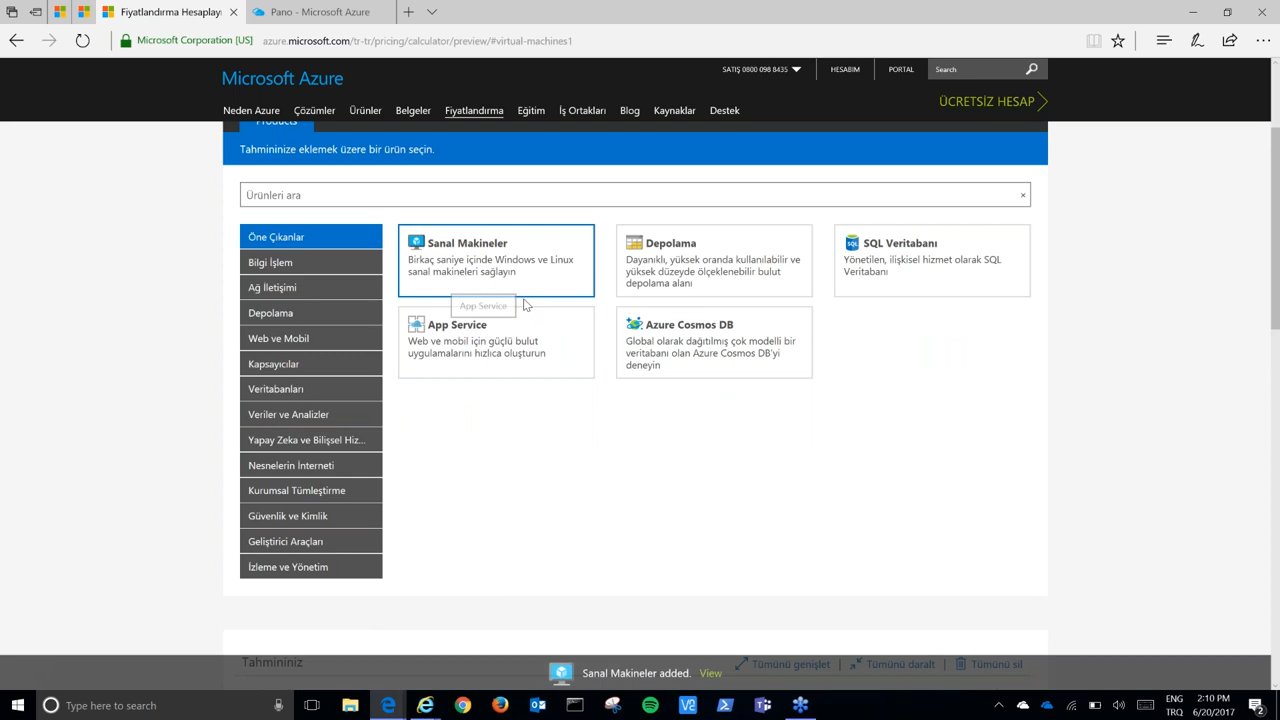 Fiyatlandırma Hesaplayı
Pano - Microsoft Azure
Microsoft Corporation [US]
azure.microsoft.com/tr-tr/pricing/calculator/preview/#virtual-machines1
Microsoft Azure
SATIŞ 0800 098 8435
HESABIM
PORTAL
Search
ÜCRETSİZ HESAP
Neden Azure
Çözümler
Ürünler
Belgeler
Fiyatlandırma
Eğitim
İş Ortakları
Blog
Kaynaklar
Destek
Products
Tahmininize eklemek üzere bir ürün seçin.
Ürünleri ara
Öne Çıkanlar
Bilgi İşlem
Ağ İletişimi
Depolama
Web ve Mobil
Kapsayıcılar
Veritabanları
Veriler ve Analizler
Yapay Zeka ve Bilişsel Hiz...
Nesnelerin İnterneti
Kurumsal Tümleştirme
Güvenlik ve Kimlik
Geliştirici Araçları
İzleme ve Yönetim
Sanal Makineler
Birkaç saniye içinde Windows ve Linux
sanal makineleri sağlayın
Depolama
Dayanıklı, yüksek oranda kullanılabilir ve
yüksek düzeyde ölçeklenebilir bulut
depolama alanı
SQL Veritabanı
Yönetilen, ilişkisel hizmet olarak SQL
Veritabanı
App Service
App Service
Web ve mobil için güçlü bulut
uygulamalarını hızlıca oluşturun
Azure Cosmos DB
Global olarak dağıtılmış çok modelli bir
veritabanı olan Azure Cosmos DB'yi
deneyin
Tahmininiz
Tümünü genişlet
Tümünü daralt
Tümünü sil
Sanal Makineler added. View
Type here to search
ENG
TRQ
2:10 PM
6/20/2017
2